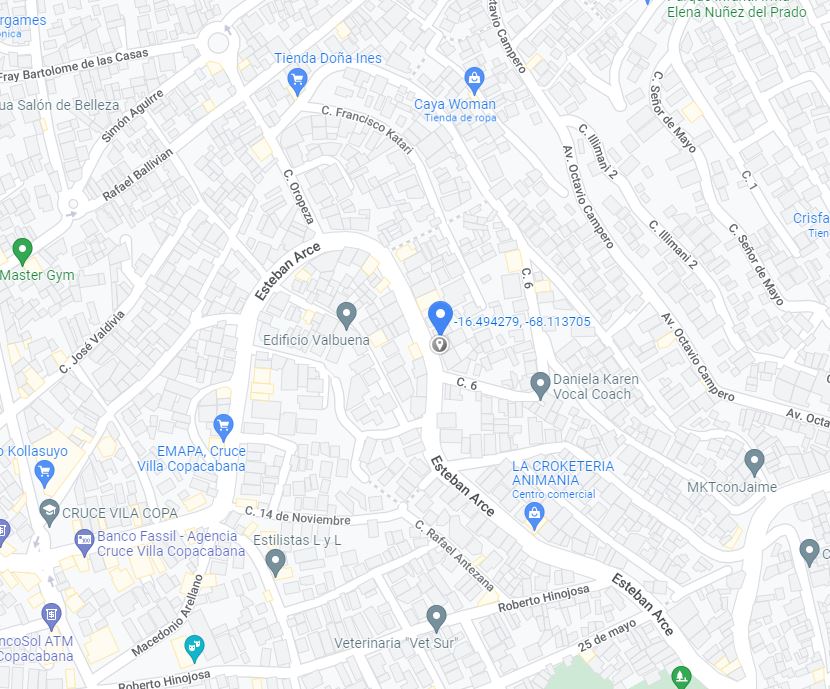 Elena Nuñez del Prado
rgames
ónica
Octavio Campero
Fray Bartolome de las Casas
Tienda Doña Ines
ua Salón de Belleza
Simón Aguirre
Caya Woman
Tienda de ropa
C. Francisco Katari
C. Señor de Mayo
C. Illimani 2
Av. Octavio Campero
Rafael Ballivian
C. Oropeza
C. 1
Crisfa
Tien
C. Illimani 2
C. Señor de Mayo
Master Gym
Esteban Arce
C. 6
C. José Valdivia
Edificio Valbuena
-16.494279, -68.113705
Av. Octavio Campero
C. 6
Daniela Karen
Vocal Coach
Av. Octa
o Kollasuyo
EMAPA, Cruce
Villa Copacabana
Esteban Arce
LA CROKETERIA
ANIMANIA
Centro comercial
MKTconJaime
CRUCE VILA COPA
C. 14 de Noviembre
Banco Fassil - Agencia
Cruce Villa Copacabana
Estilistas L y L
C. Rafael Antezana
C
Macedonio Arellano
Roberto Hinojosa
Esteban Arce
ncoSol ATM
Copacabana
Veterinaria "Vet Sur"
25 de mayo
Roberto Hinojosa